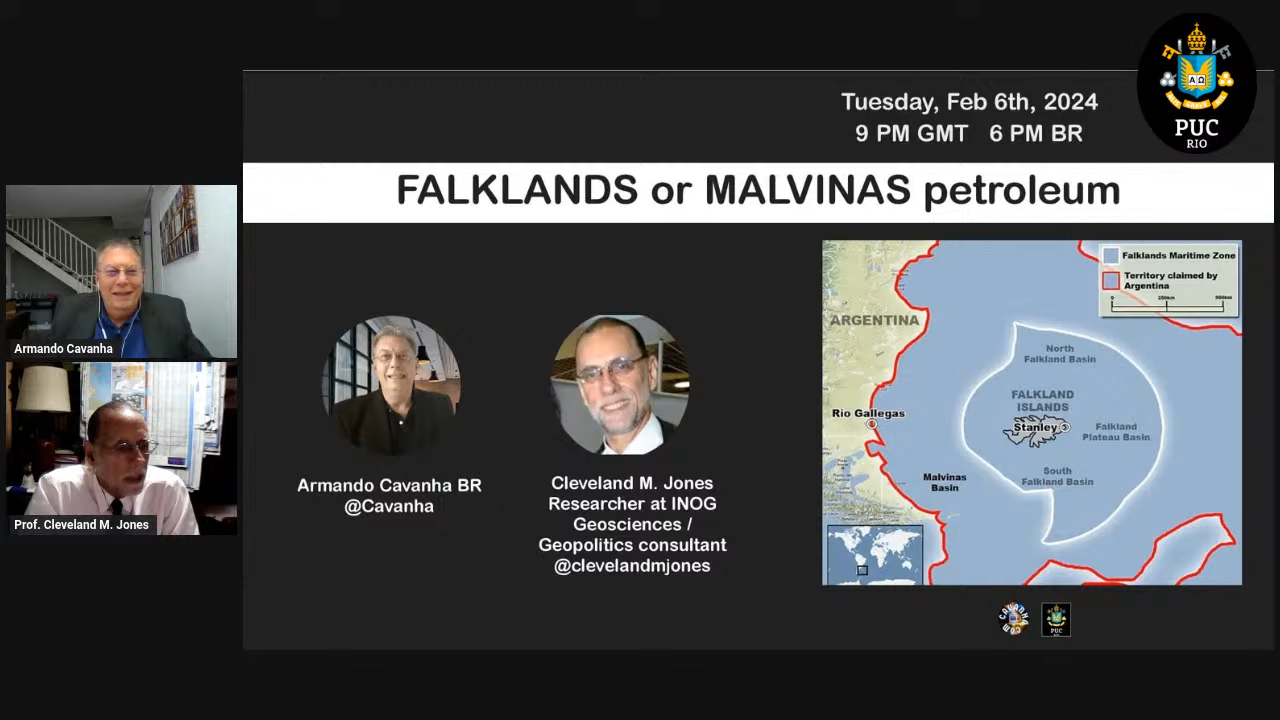 Tuesday, Feb 6th, 2024
9 PM GMT 6 PM BR
PUC
RIO
FALKLANDS or MALVINAS petroleum
Armando Cavanha
Prof. Cleveland M. Jones
Armando Cavanha BR
@Cavanha
Cleveland M. Jones
Researcher at INOG
Geosciences /
Geopolitics consultant
@clevelandmjones
Falklands Maritime Zone
Territory claimed by
Argentina
ARGENTINA
North
Falkland Basin
FALKLAND
ISLANDS
Stanley
Rio Gallegas
Falkland
Plateau Basin
Malvinas
Basin
South
Falkland Basin
PUC